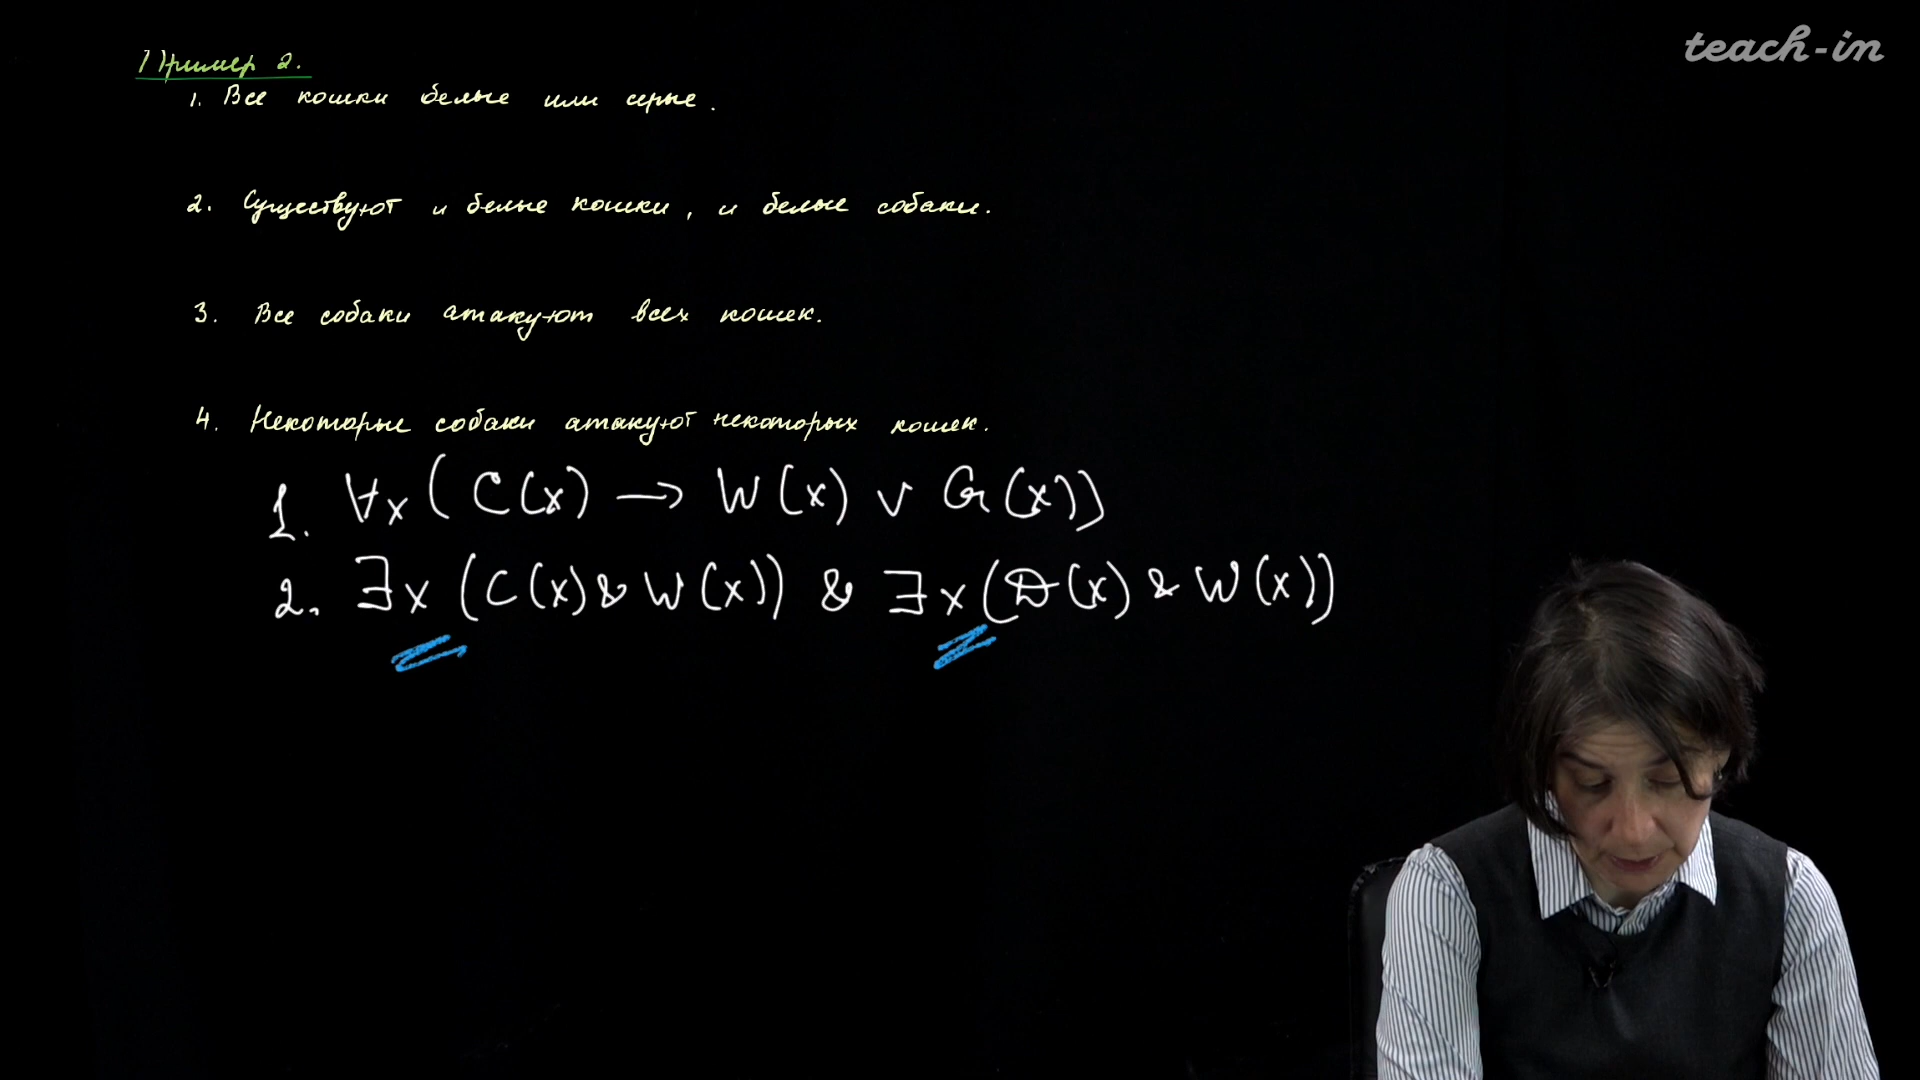 teach-in
Пример 2.
1. Все кошки белые или серые.
2. Существуют и белые кошки, и белые собаки.
3. Все собаки атакуют всех кошек.
4. Некоторые собаки атакуют некоторых кошек.
1. ∀x (C(x) → W(x) ∨ G(x))
2. ∃x (C(x) & W(x)) & ∃x (D(x) & W(x))